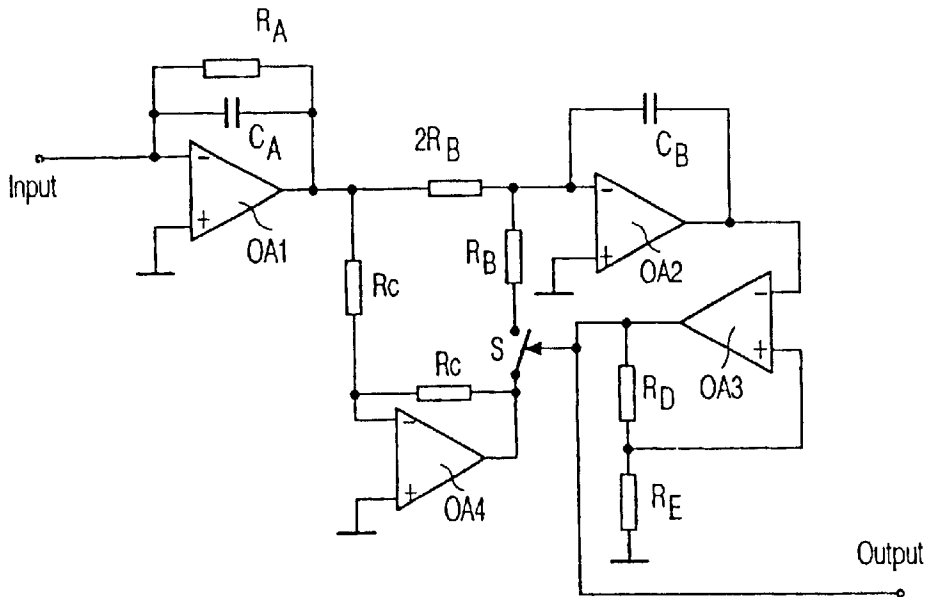 R_A
C_A
Input
-
+
OA1
2R_B
C_B
-
+
OA2
R_B
Rc
S
-
+
OA3
Rc
R_D
-
+
OA4
R_E
Output